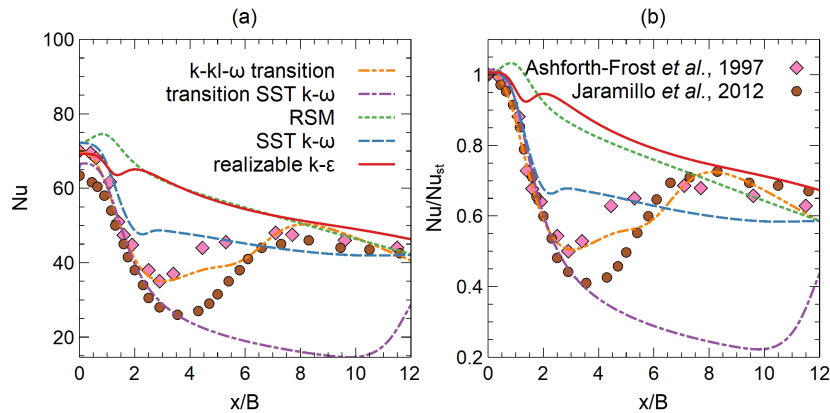 (a)
Nu
100
80
60
40
20
k-kl-ω transition
transition SST k-ω
RSM
SST k-ω
realizable k-ε
0 2 4 6 8 10 12
x/B
(b)
Nu/Nust
1
0.8
0.6
0.4
0.2
Ashforth-Frost et al., 1997
Jaramillo et al., 2012
0 2 4 6 8 10 12
x/B